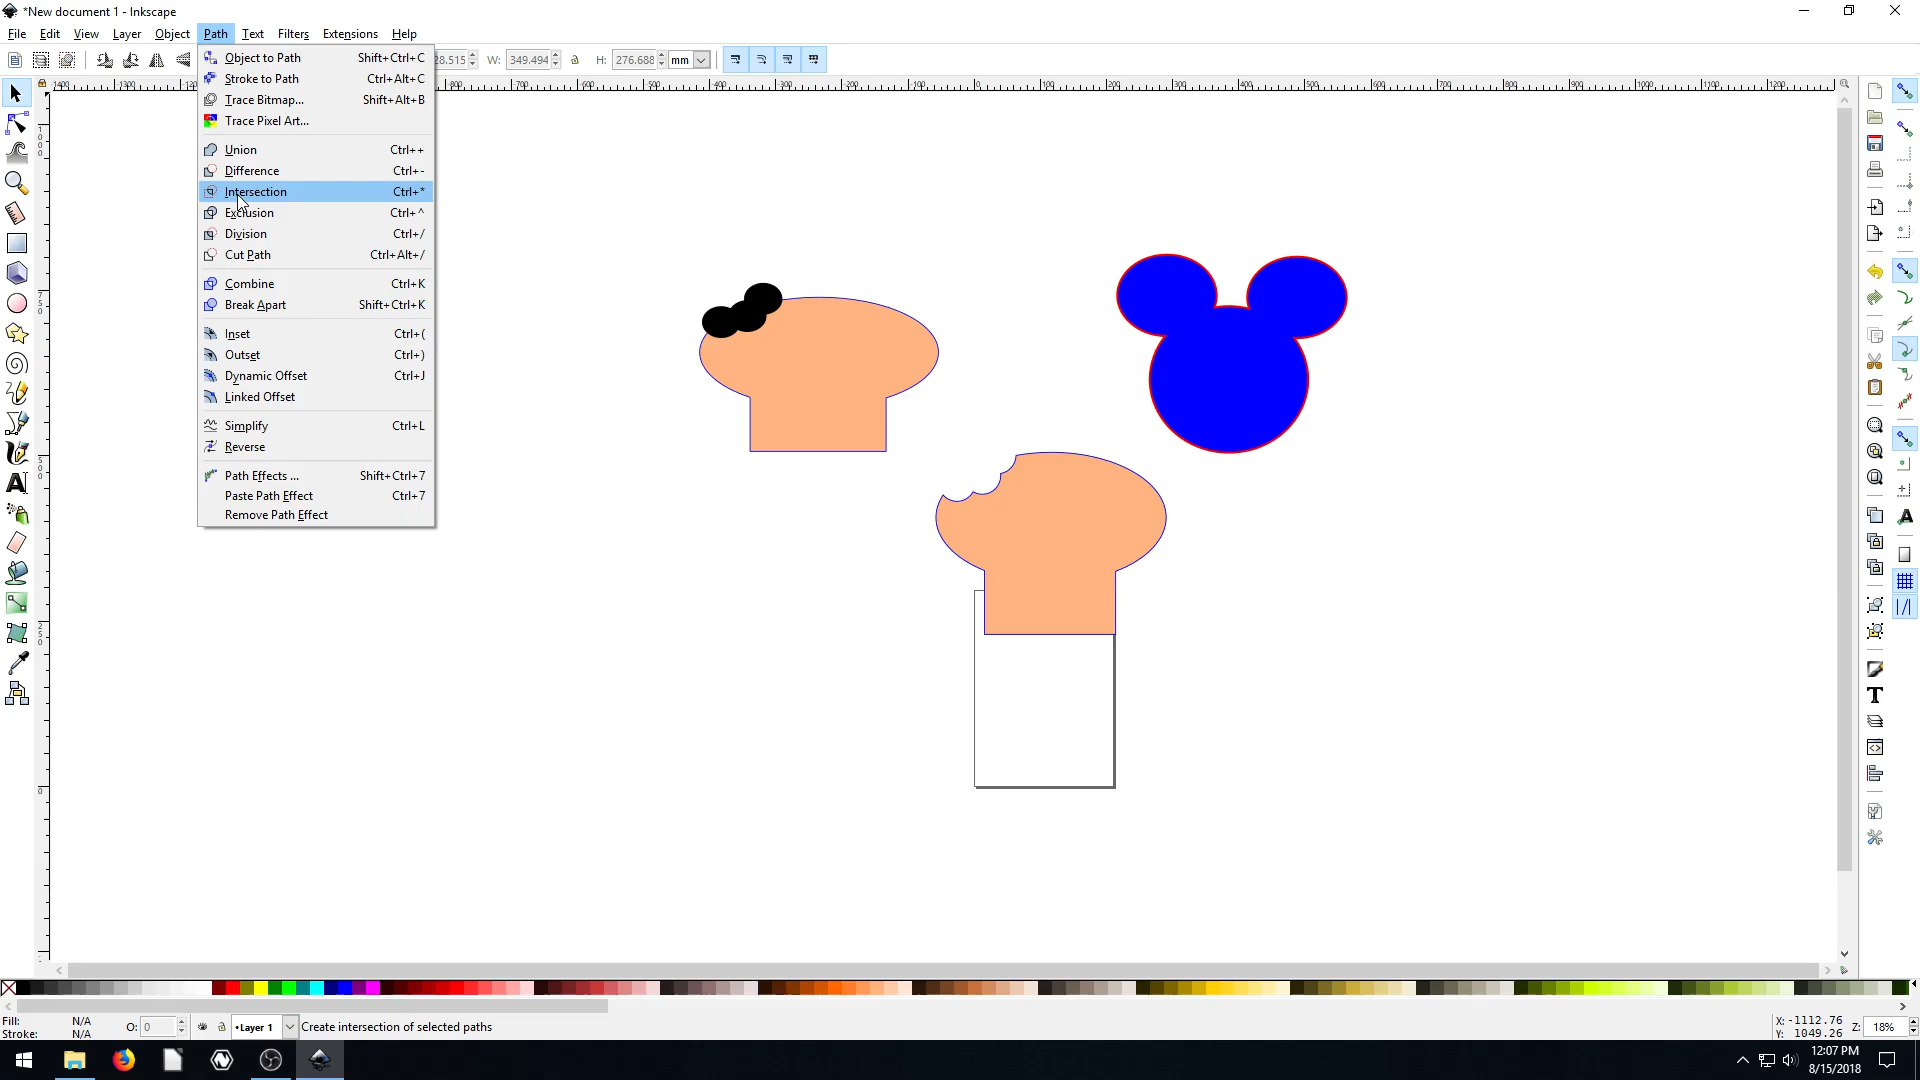 *New document 1 - Inkscape
File Edit View Layer Object Path Text Filters Extensions Help
28.515 W: 349.494 H: 276.688 mm
Object to Path Shift+Ctrl+C
Stroke to Path Ctrl+Alt+C
Trace Bitmap... Shift+Alt+B
Trace Pixel Art...
Union Ctrl++
Difference Ctrl+-
Intersection Ctrl+*
Exclusion Ctrl+^
Division Ctrl+/
Cut Path Ctrl+Alt+/
Combine Ctrl+K
Break Apart Shift+Ctrl+K
Inset Ctrl+(
Outset Ctrl+)
Dynamic Offset Ctrl+J
Linked Offset
Simplify Ctrl+L
Reverse
Path Effects ... Shift+Ctrl+7
Paste Path Effect Ctrl+7
Remove Path Effect
Fill: N/A
Stroke: N/A
O: 0
•Layer 1
Create intersection of selected paths
X: -1112.76
Y: 1049.26
Z: 18%
12:07 PM
8/15/2018